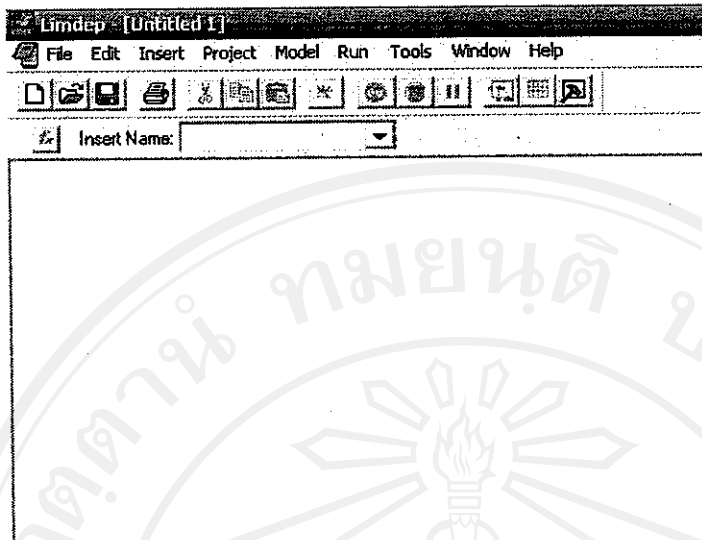 Limdep - [Untitled 1]
File Edit Insert Project Model Run Tools Window Help
Insert Name: